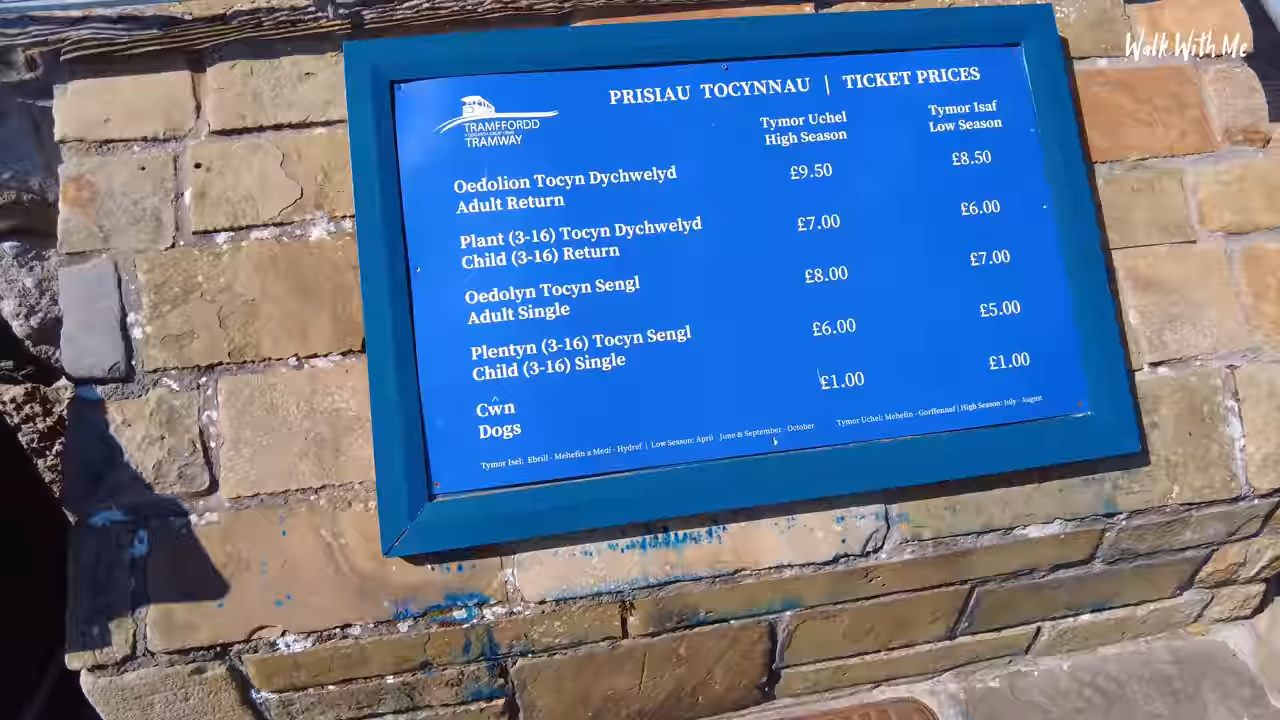 Walk With Me
PRISIAU TOCYNNAU | TICKET PRICES
TRAMFFORDD
TRAMWAY
Tymor Uchel
High Season
Tymor Isaf
Low Season
Oedolion Tocyn Dychwelyd
Adult Return
£9.50
£8.50
Plant (3-16) Tocyn Dychwelyd
Child (3-16) Return
£7.00
£6.00
Oedolyn Tocyn Sengl
Adult Single
£8.00
£7.00
Plentyn (3-16) Tocyn Sengl
Child (3-16) Single
£6.00
£5.00
Cŵn
Dogs
£1.00
£1.00
Tymor Isel: Ebrill - Mehefin a Medi - Hydref | Low Season: April - June & September - October
Tymor Uchel: Mehefin - Gorffennaf | High Season: July - August